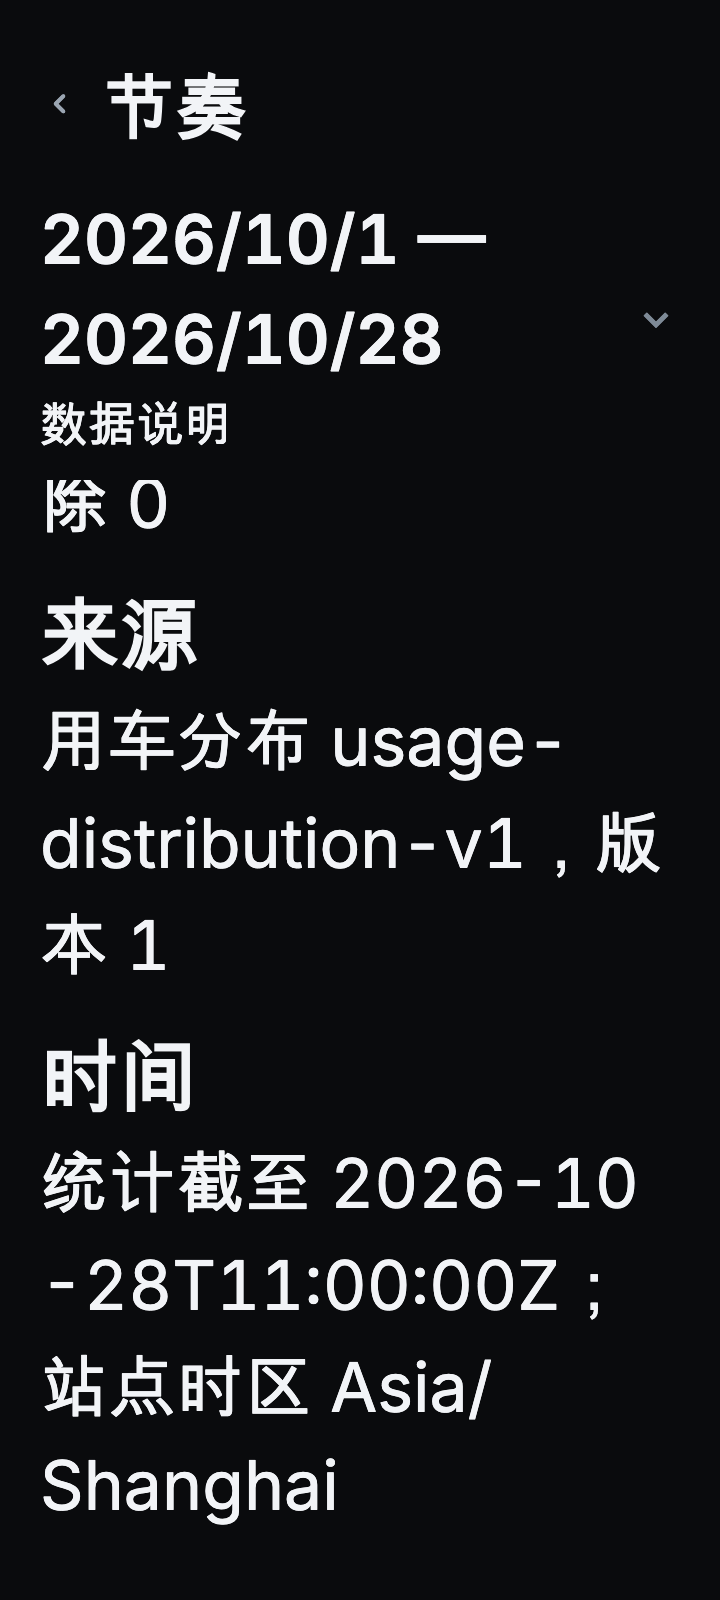 节奏
2026/10/1 —
2026/10/28
数据说明
除 0
来源
用车分布 usage-
distribution-v1，版
本 1
时间
统计截至 2026-10
-28T11:00:00Z；
站点时区 Asia/
Shanghai